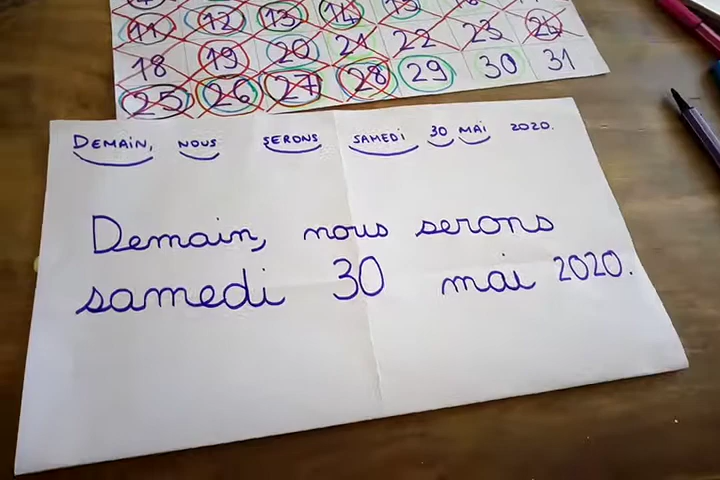 11 12 13 14 15
18 19 20 21 22 23 24
25 26 27 28 29 30 31
DEMAIN, NOUS SERONS SAMEDI 30 MAI 2020.
Demain, nous serons
samedi 30 mai 2020.